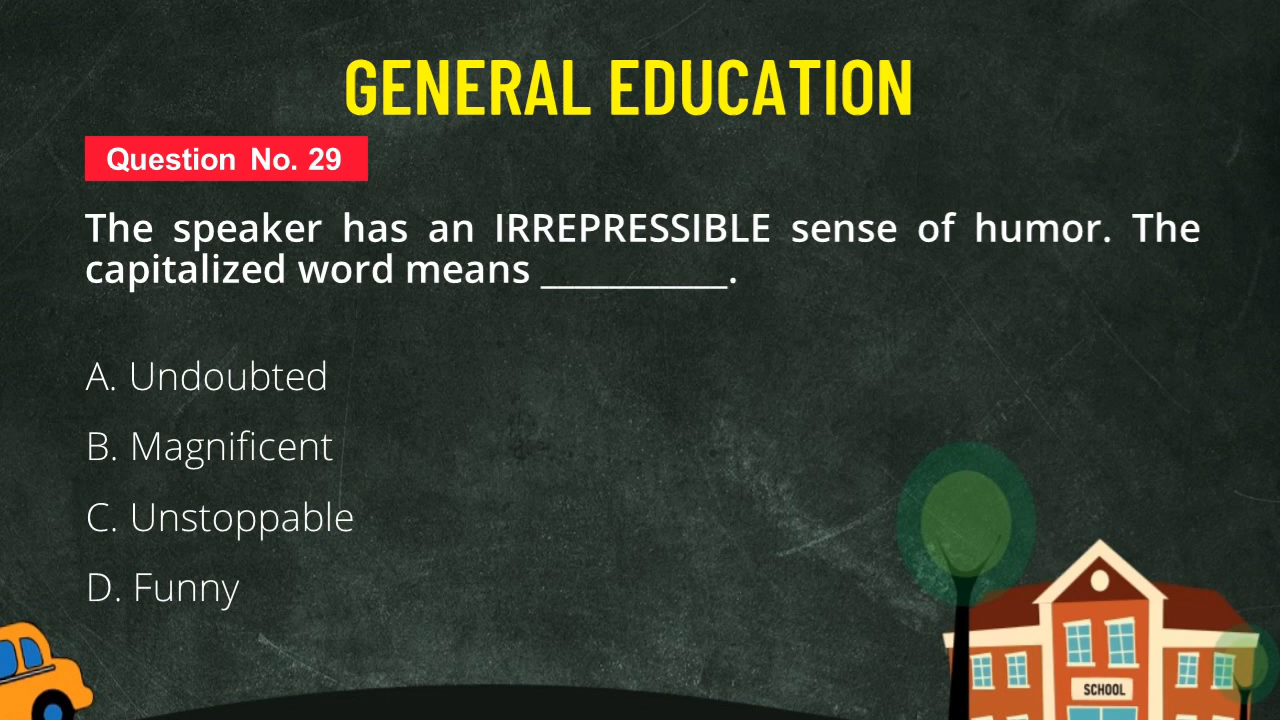 GENERAL EDUCATION
Question No. 29
The speaker has an IRREPRESSIBLE sense of humor. The
capitalized word means __________.
A. Undoubted
B. Magnificent
C. Unstoppable
D. Funny
SCHOOL